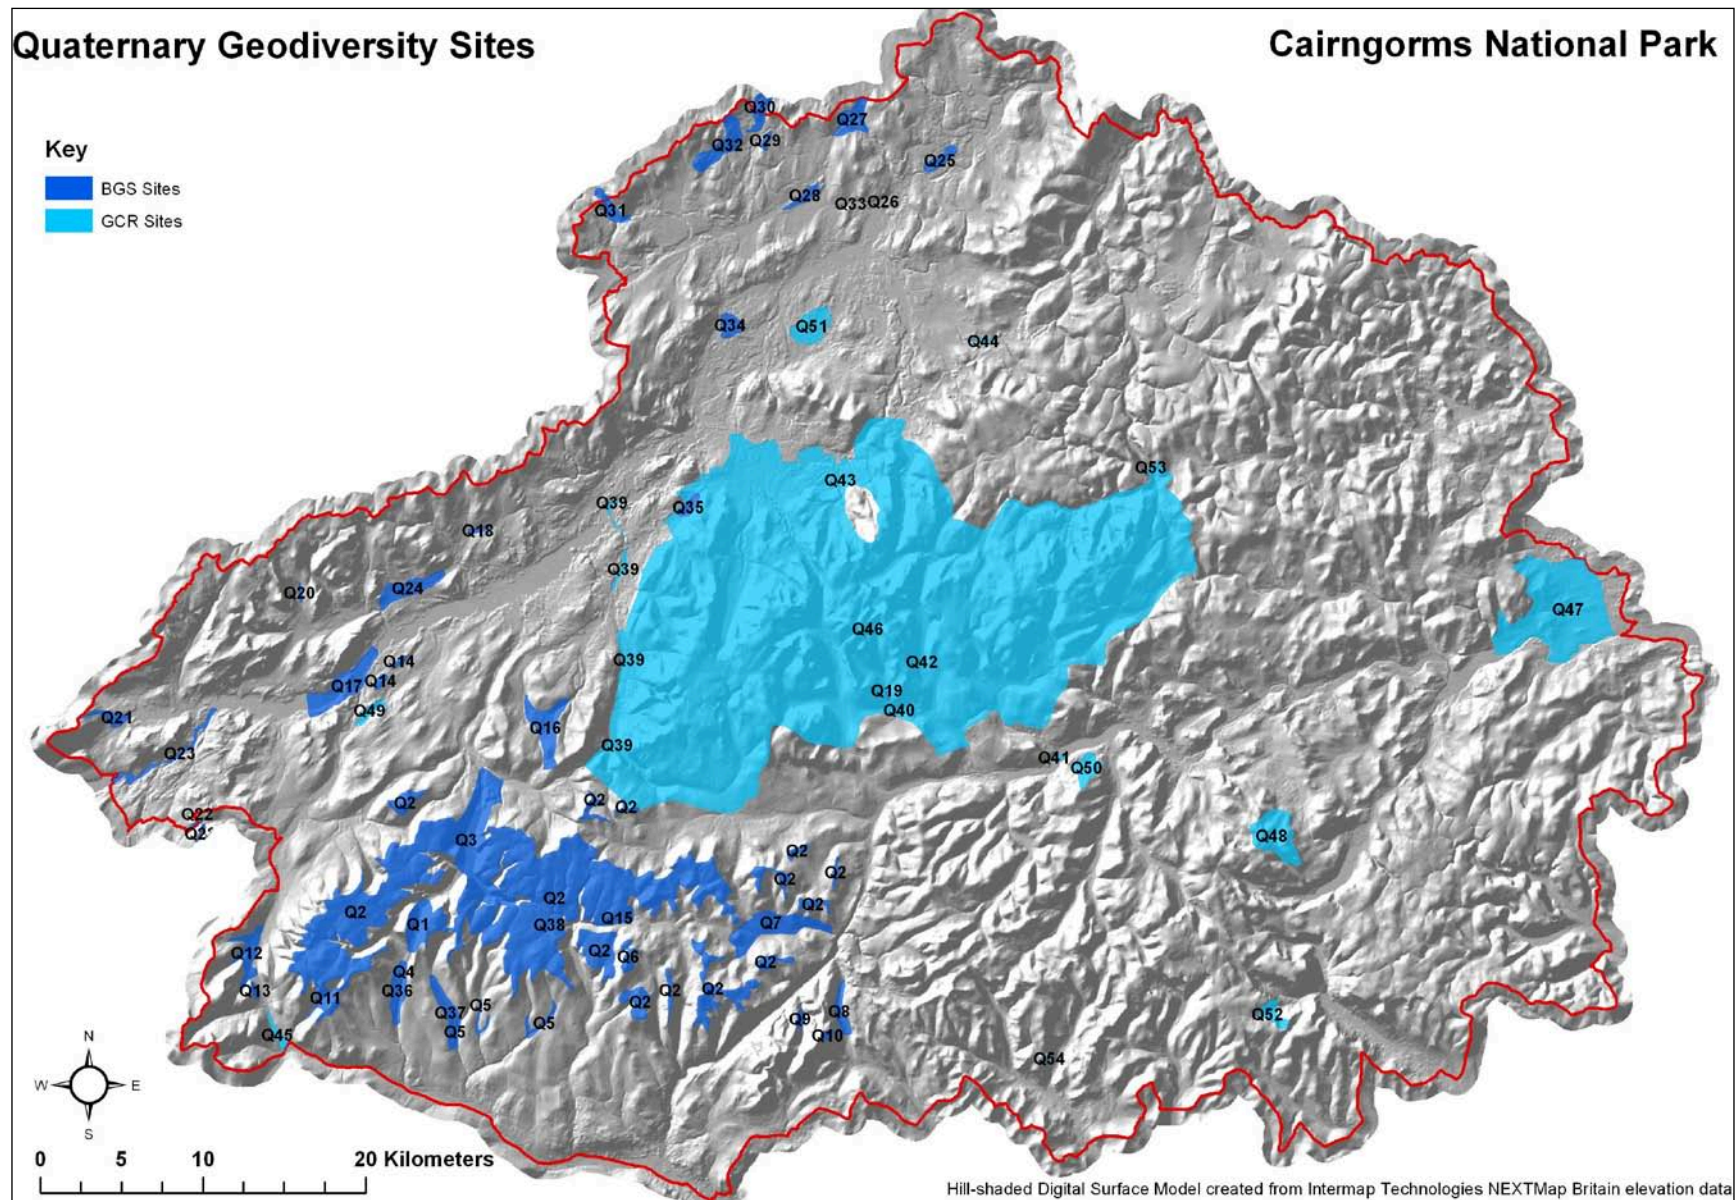 Quaternary Geodiversity Sites
Cairngorms National Park
Key
BGS Sites
GCR Sites
Q30
Q27
Q32
Q29
Q25
Q28
Q33
Q26
Q31
Q34
Q51
Q44
Q53
Q43
Q39
Q35
Q18
Q39
Q20
Q24
Q47
Q46
Q39
Q42
Q14
Q14
Q17
Q19
Q49
Q40
Q21
Q16
Q23
Q39
Q41
Q50
Q2
Q2
Q2
Q22
Q48
Q3
Q2
Q2
Q2
Q2
Q2
Q2
Q15
Q1
Q38
Q7
Q12
Q2
Q6
Q2
Q4
Q13
Q36
Q11
Q2
Q2
Q2
Q5
Q37
Q8
Q9
Q52
Q5
Q5
Q10
Q45
Q54
N
W
E
S
0 5 10 20 Kilometers
Hill-shaded Digital Surface Model created from Intermap Technologies NEXTMap Britain elevation data